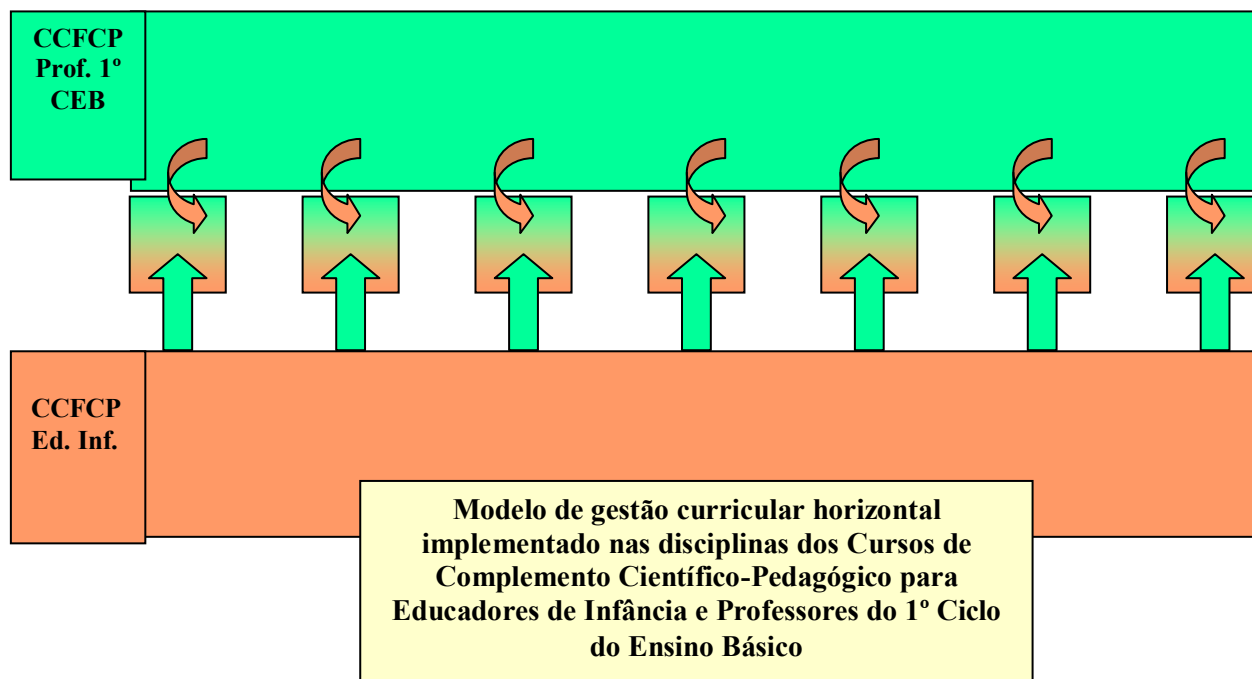 CCFCP
Prof. 1º
CEB
CCFCP
Ed. Inf.
Modelo de gestão curricular horizontal
implementado nas disciplinas dos Cursos de
Complemento Científico-Pedagógico para
Educadores de Infância e Professores do 1º Ciclo
do Ensino Básico